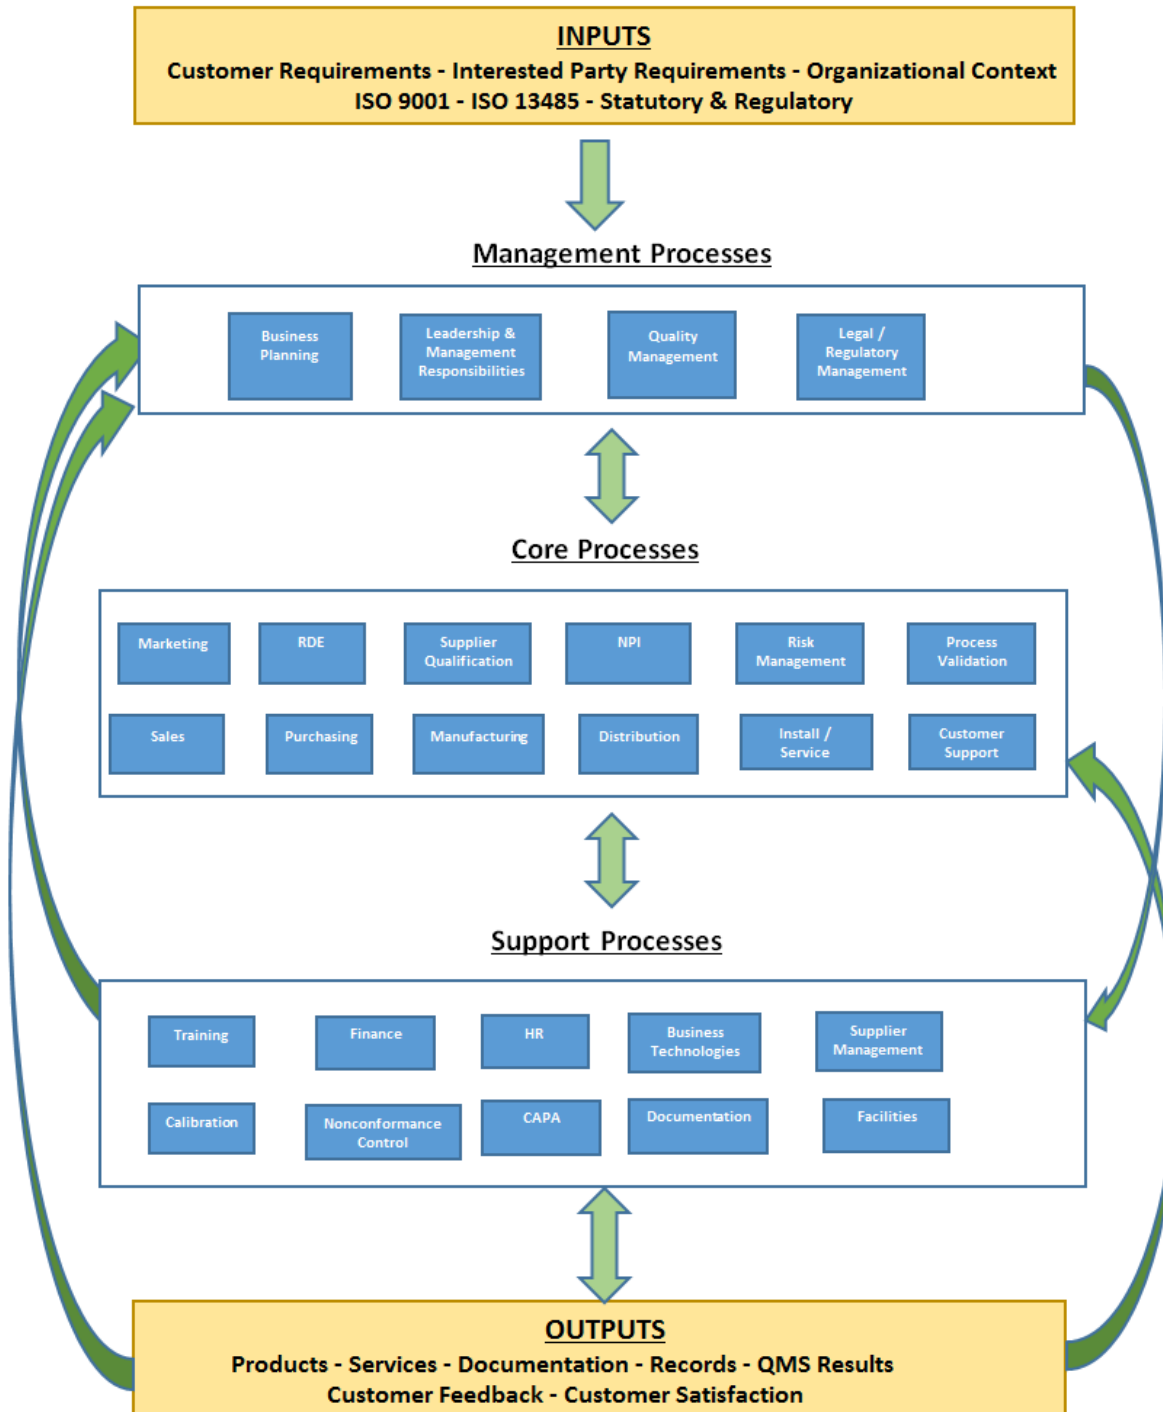 INPUTS
Customer Requirements - Interested Party Requirements - Organizational Context
ISO 9001 - ISO 13485 - Statutory & Regulatory
Management Processes
Business
Planning
Leadership &
Management
Responsibilities
Quality
Management
Legal /
Regulatory
Management
Core Processes
Marketing
RDE
Supplier
Qualification
NPI
Risk
Management
Process
Validation
Sales
Purchasing
Manufacturing
Distribution
Install /
Service
Customer
Support
Support Processes
Training
Finance
HR
Business
Technologies
Supplier
Management
Calibration
Nonconformance
Control
CAPA
Documentation
Facilities
OUTPUTS
Products - Services - Documentation - Records - QMS Results
Customer Feedback - Customer Satisfaction